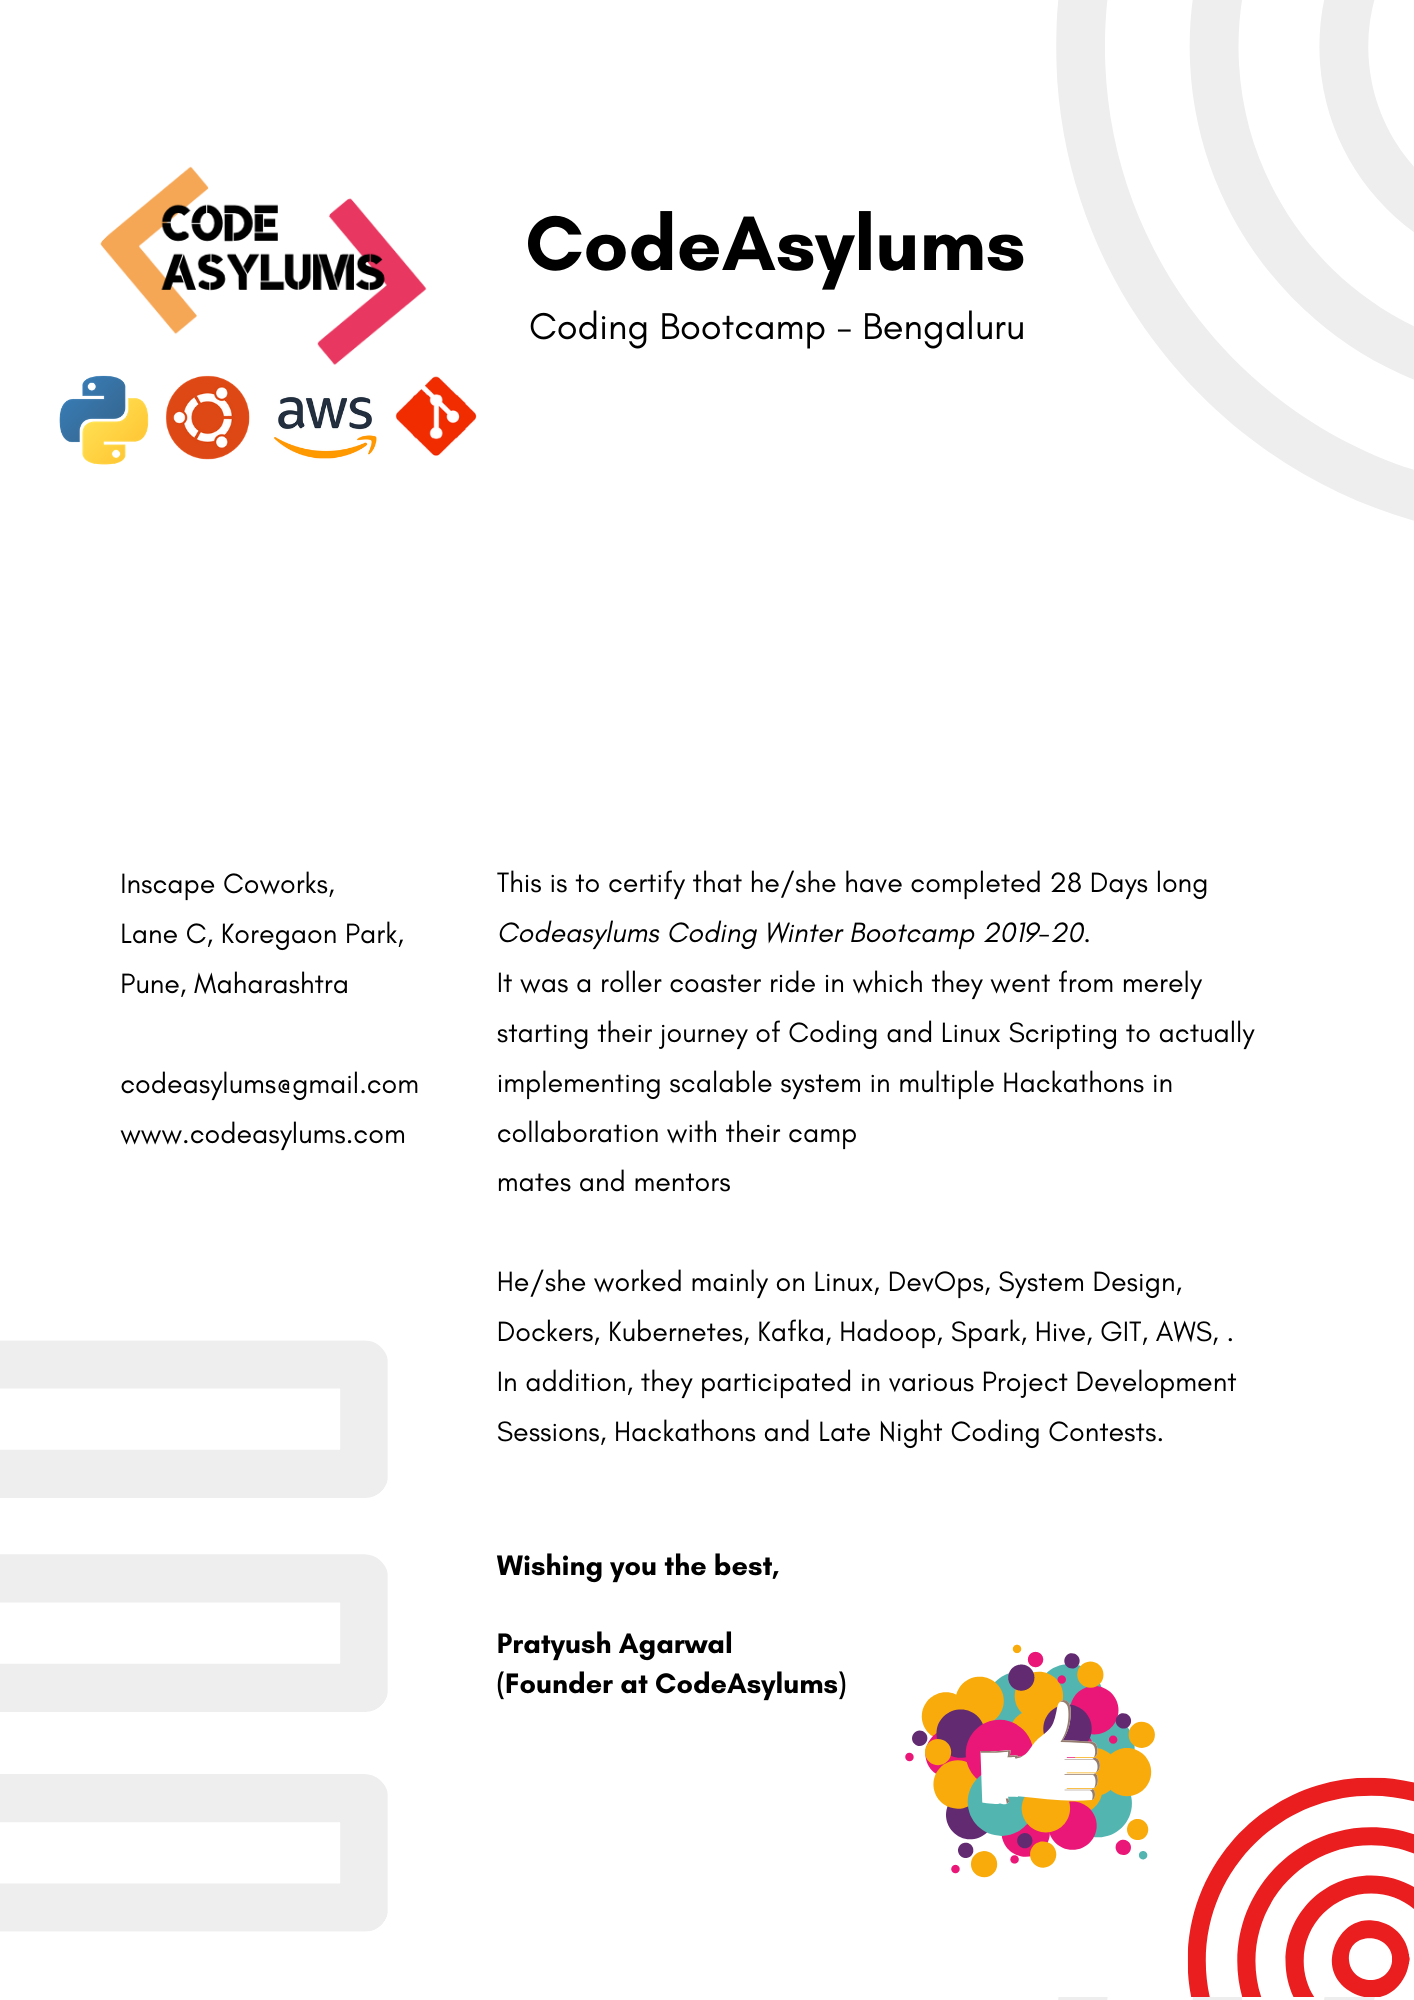 CODE
ASYLUMS
aws
CodeAsylums
Coding Bootcamp - Bengaluru
Inscape Coworks,
Lane C, Koregaon Park,
Pune, Maharashtra
codeasylums@gmail.com
www.codeasylums.com
This is to certify that he/she have completed 28 Days long
Codeasylums Coding Winter Bootcamp 2019-20.
It was a roller coaster ride in which they went from merely
starting their journey of Coding and Linux Scripting to actually
implementing scalable system in multiple Hackathons in
collaboration with their camp
mates and mentors
He/she worked mainly on Linux, DevOps, System Design,
Dockers, Kubernetes, Kafka, Hadoop, Spark, Hive, GIT, AWS, .
In addition, they participated in various Project Development
Sessions, Hackathons and Late Night Coding Contests.
Wishing you the best,
Pratyush Agarwal
(Founder at CodeAsylums)